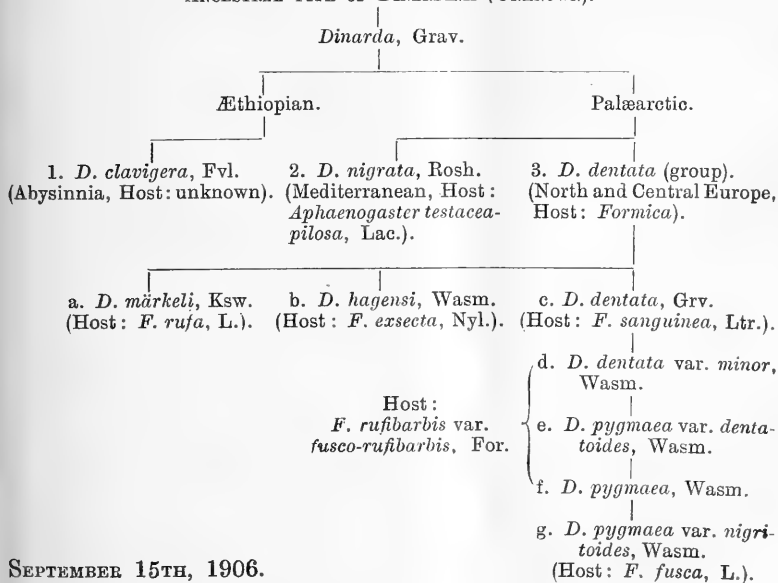 Dinarda, Grav.
Æthiopian. Palæarctic.
1. D. clavigera, Fvl.
(Abysinnia, Host: unknown).
2. D. nigrata, Rosh.
(Mediterranean, Host:
Aphaenogaster testacea-
pilosa, Luc.).
3. D. dentata (group).
(North and Central Europe,
Host: Formica).
a. D. märkeli, Ksw.
(Host: F. rufa, L.).
b. D. hagensi, Wasm.
(Host: F. exsecta, Nyl.).
c. D. dentata, Grv.
(Host: F. sanguinea, Ltr.).
Host:
F. rufibarbis var.
fusco-rufibarbis, For.
d. D. dentata var. minor,
Wasm.
e. D. pygmaea var. denta-
toides, Wasm.
f. D. pygmaea, Wasm.
g. D. pygmaea var. nigri-
toides, Wasm.
(Host: F. fusca, L.).
SEPTEMBER 15TH, 1906.